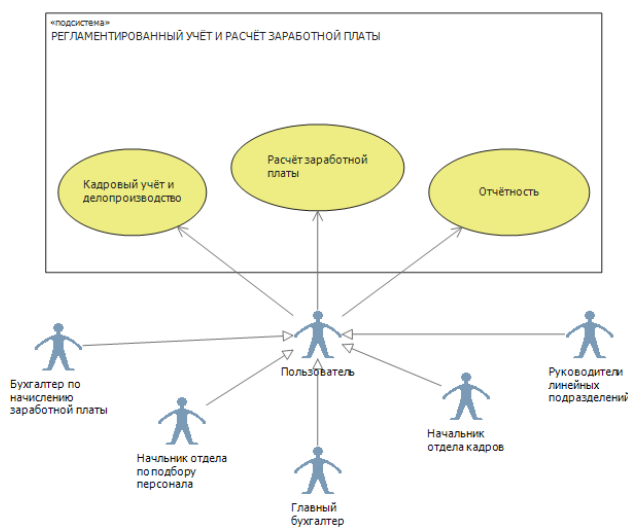 «подсистема»
РЕГЛАМЕНТИРОВАННЫЙ УЧЁТ И РАСЧЁТ ЗАРАБОТНОЙ ПЛАТЫ
Расчёт заработной
платы
Кадровый учёт и
делопроизводство
Отчётность
Пользователь
Бухгалтер по
начислению
заработной платы
Начльник отдела
по подбору
персонала
Главный
бухгалтер
Начальник
отдела кадров
Руководители
линейных
подразделений